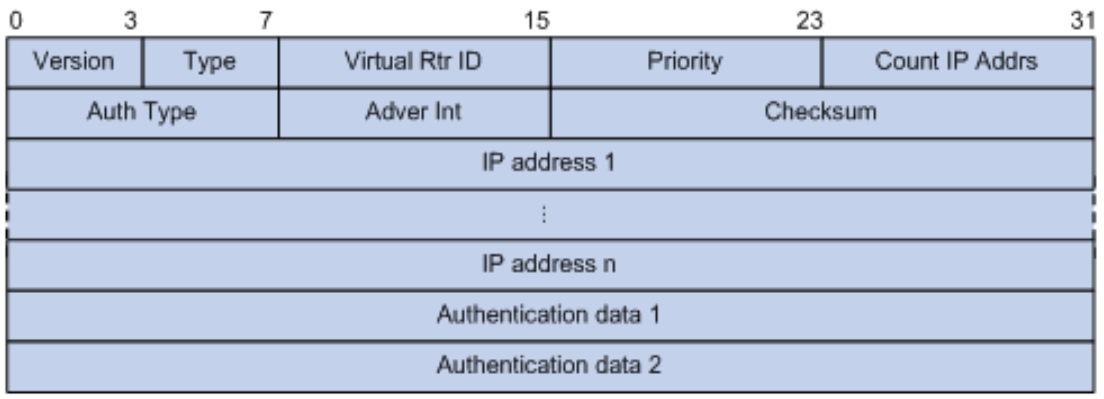 0 3 7 15 23 31
Version Type Virtual Rtr ID Priority Count IP Addrs
Auth Type Adver Int Checksum
IP address 1
⋮
IP address n
Authentication data 1
Authentication data 2